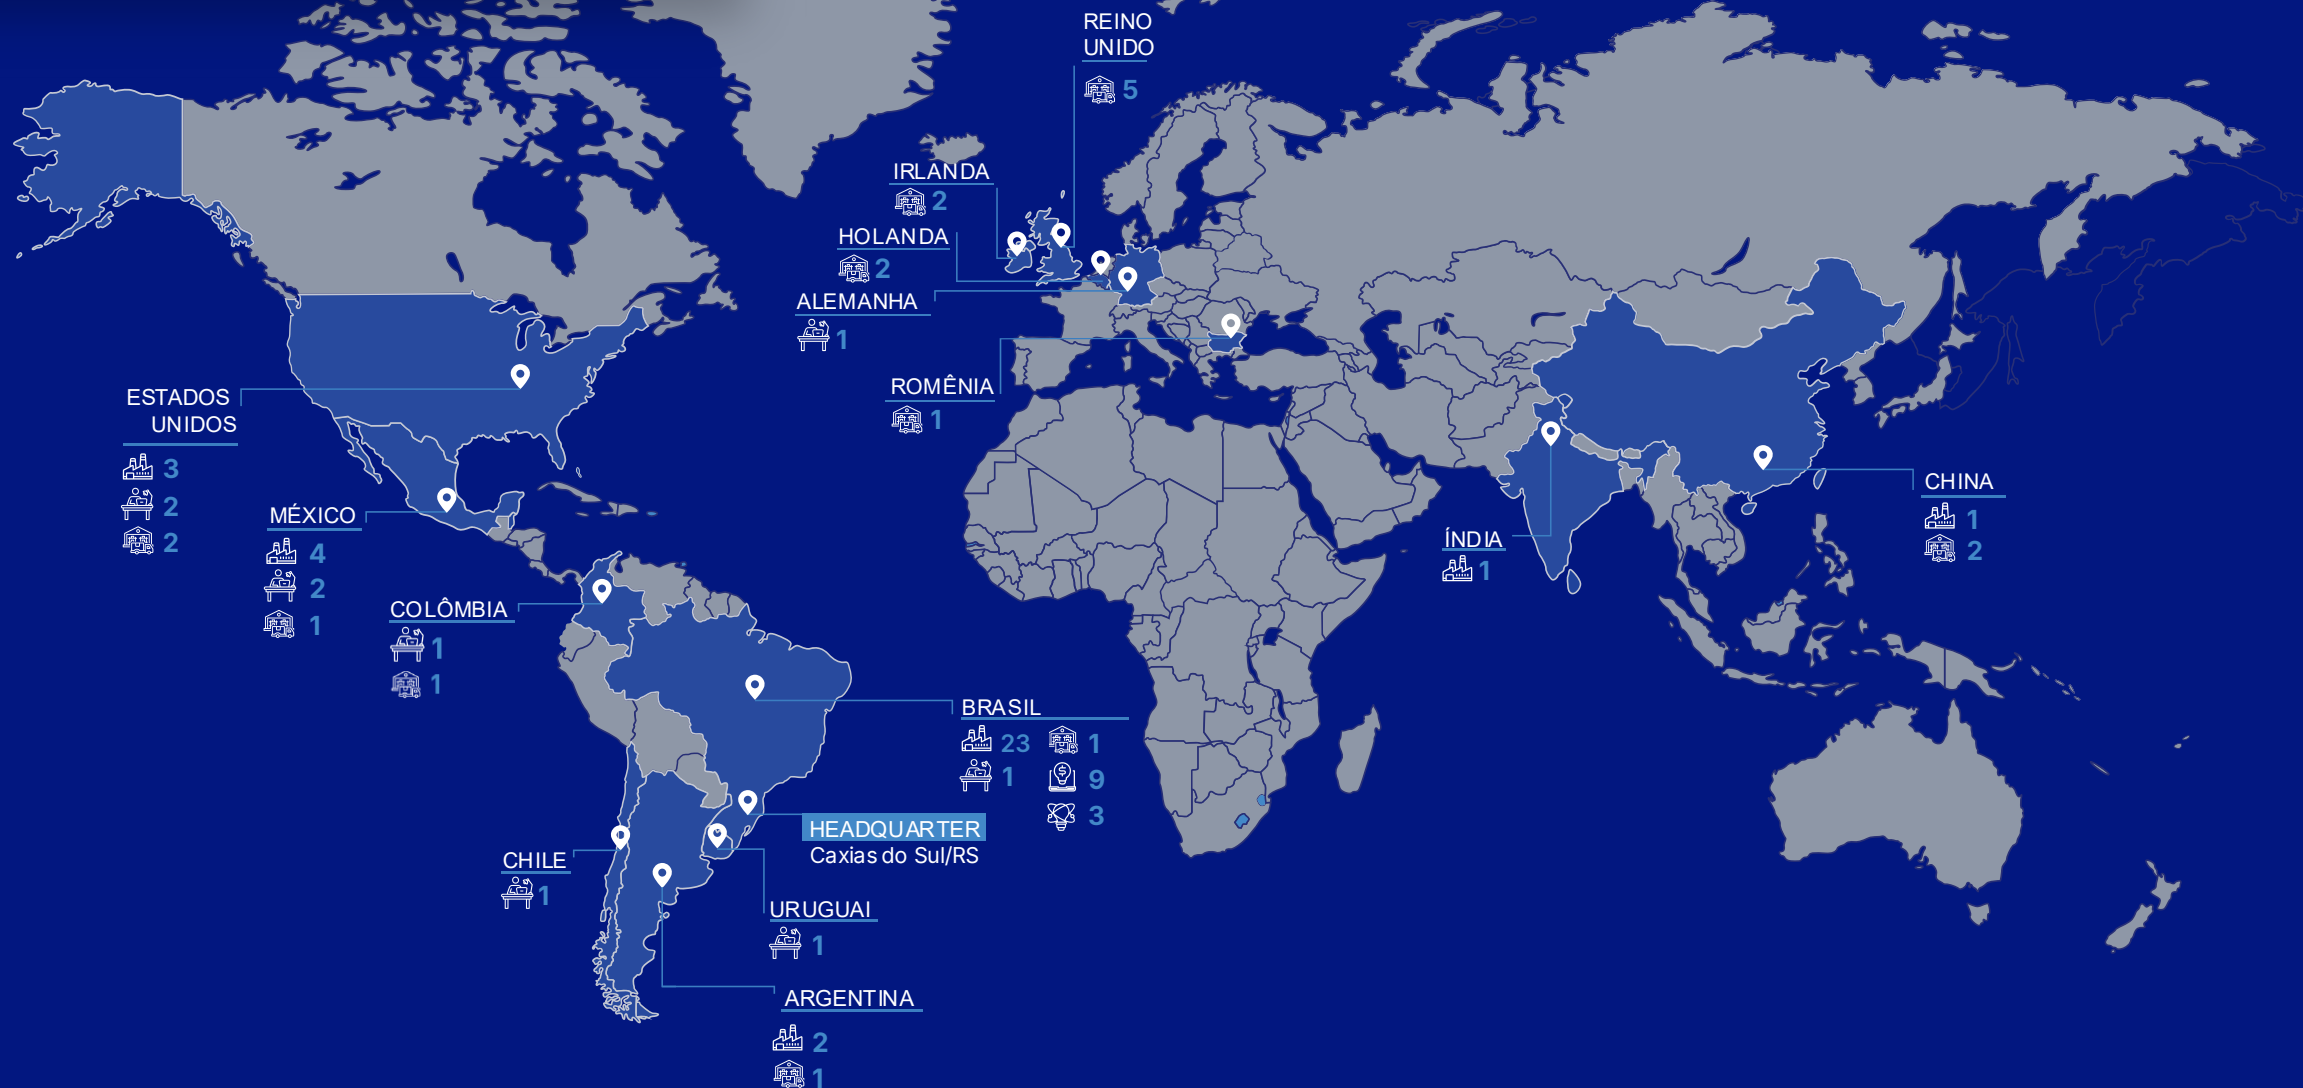 REINO
UNIDO
5
IRLANDA
2
HOLANDA
2
ALEMANHA
1
ROMÊNIA
1
ESTADOS
UNIDOS
3
2
2
MÉXICO
4
2
1
COLÔMBIA
1
1
CHINA
1
2
ÍNDIA
1
BRASIL
23 1
1 9
3
HEADQUARTER
Caxias do Sul/RS
CHILE
1
URUGUAI
1
ARGENTINA
2
1